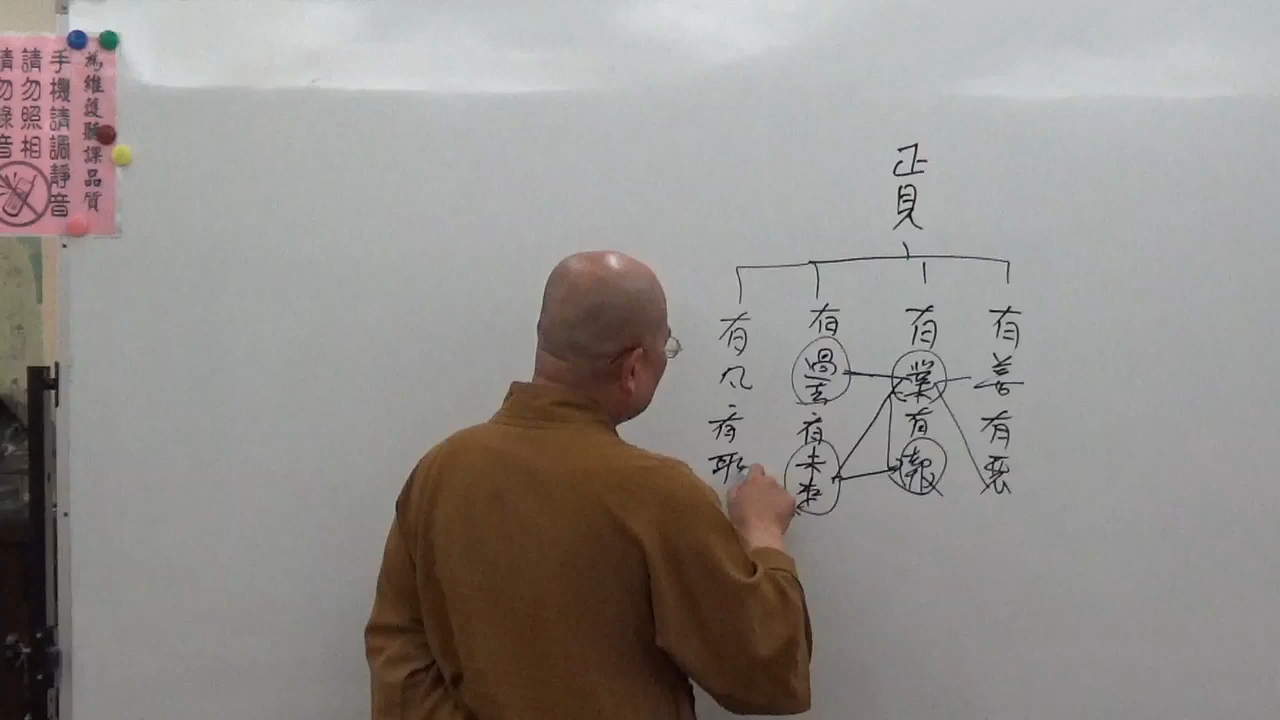 正見
有善有惡
有業有報
有過去有未來
有凡有聖
為維護聽課品質
手機請調靜音
請勿照相
請勿錄音